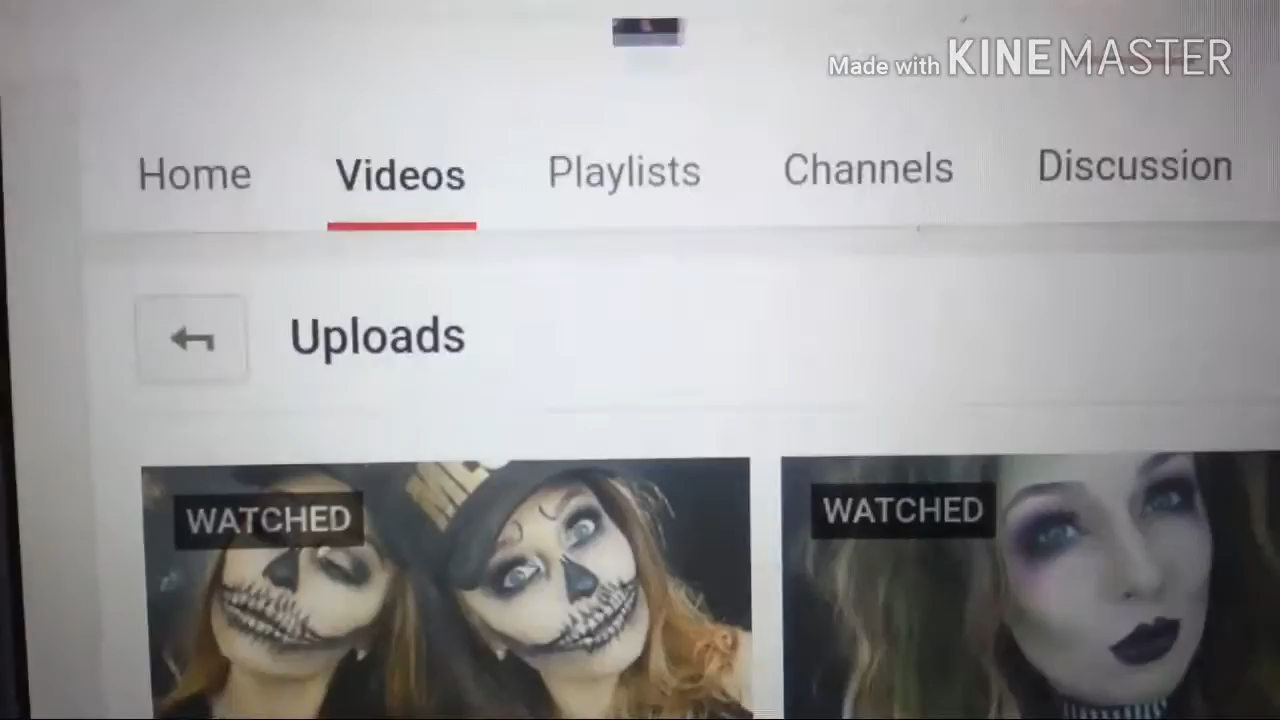 Made with KINEMASTER
Home Videos Playlists Channels Discussion
Uploads
WATCHED WATCHED